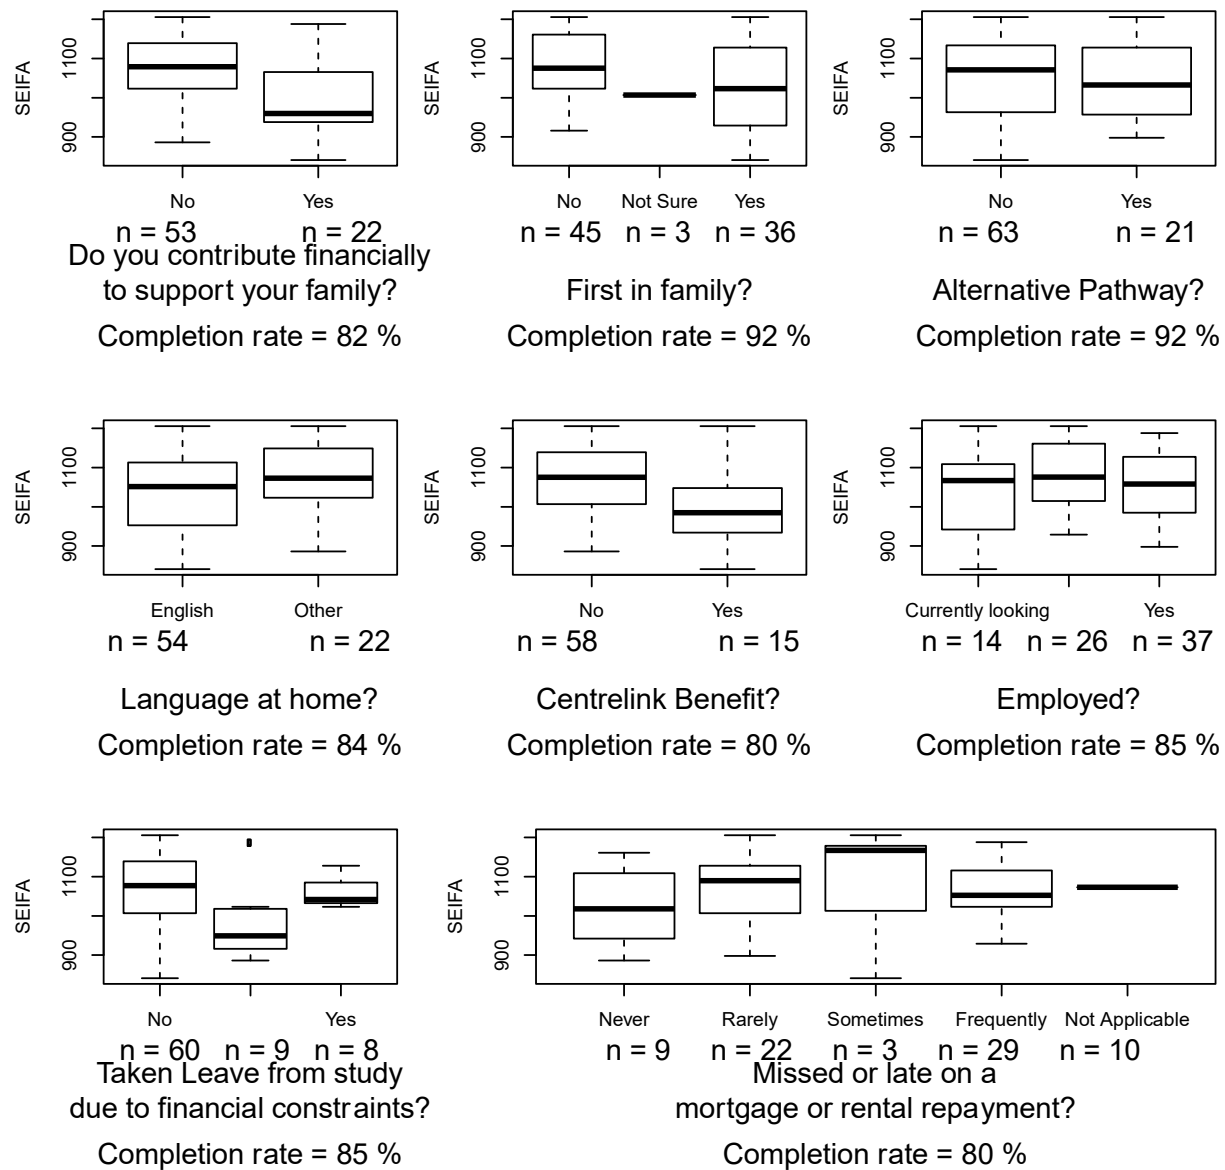 SEIFA
1100
900
No Yes
n = 53 n = 22
Do you contribute financially
to support your family?
Completion rate = 82 %
SEIFA
1100
900
No Not Sure Yes
n = 45 n = 3 n = 36
First in family?
Completion rate = 92 %
SEIFA
1100
900
No Yes
n = 63 n = 21
Alternative Pathway?
Completion rate = 92 %
SEIFA
1100
900
English Other
n = 54 n = 22
Language at home?
Completion rate = 84 %
SEIFA
1100
900
No Yes
n = 58 n = 15
Centrelink Benefit?
Completion rate = 80 %
SEIFA
1100
900
Currently looking Yes
n = 14 n = 26 n = 37
Employed?
Completion rate = 85 %
SEIFA
1100
900
No Yes
n = 60 n = 9 n = 8
Taken Leave from study
due to financial constraints?
Completion rate = 85 %
SEIFA
1100
900
Never Rarely Sometimes Frequently Not Applicable
n = 9 n = 22 n = 3 n = 29 n = 10
Missed or late on a
mortgage or rental repayment?
Completion rate = 80 %